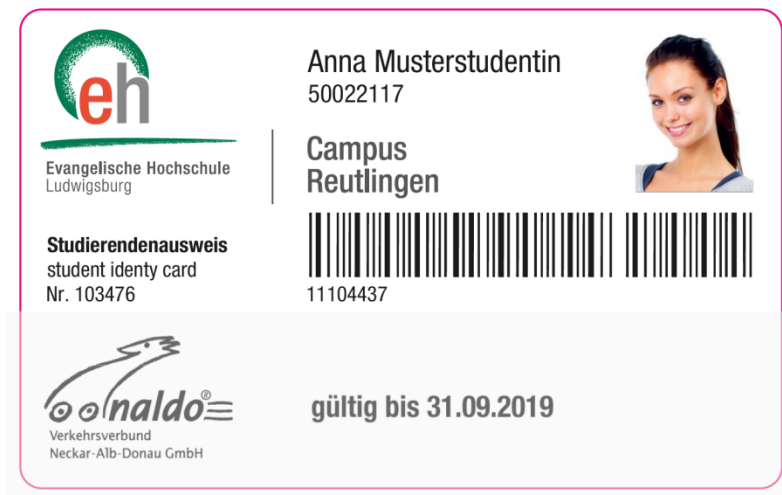 eh
Evangelische Hochschule
Ludwigsburg
Anna Musterstudentin
50022117
Campus
Reutlingen
Studierendenausweis
student identy card
Nr. 103476
11104437
naldo®
Verkehrsverbund
Neckar-Alb-Donau GmbH
gültig bis 31.09.2019